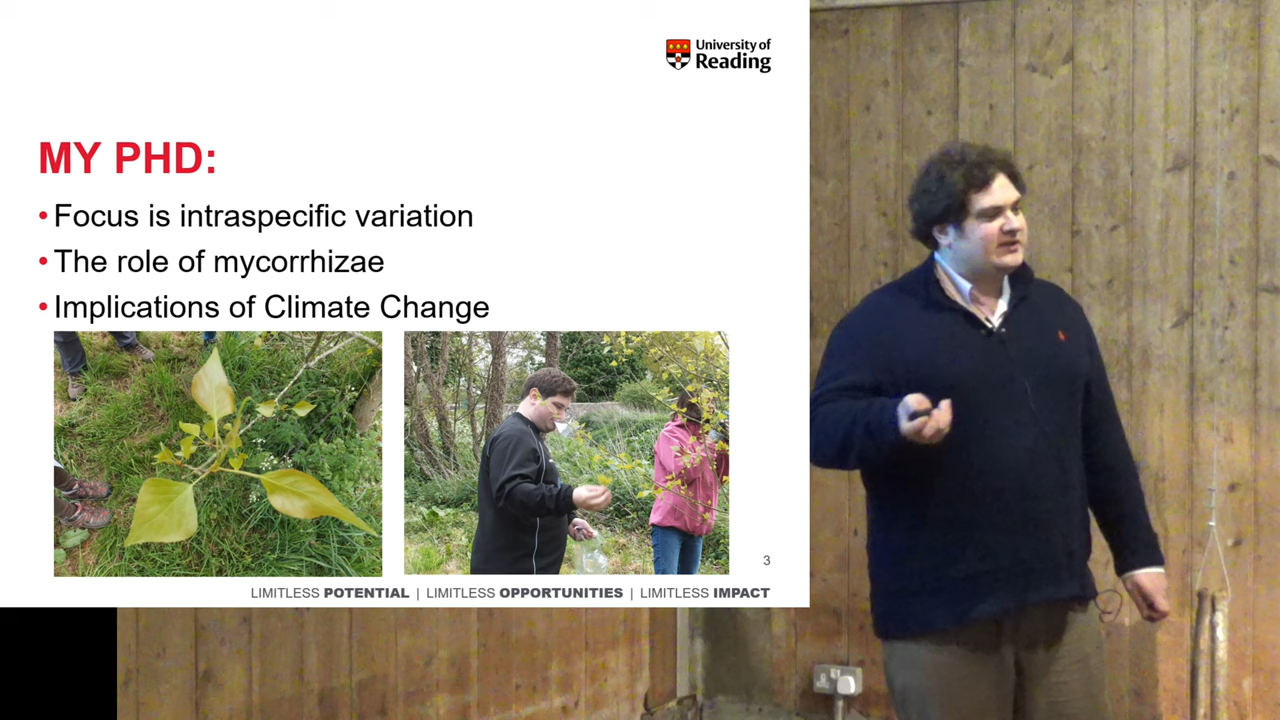 University of
Reading
MY PHD:
• Focus is intraspecific variation
• The role of mycorrhizae
• Implications of Climate Change
3
LIMITLESS POTENTIAL | LIMITLESS OPPORTUNITIES | LIMITLESS IMPACT